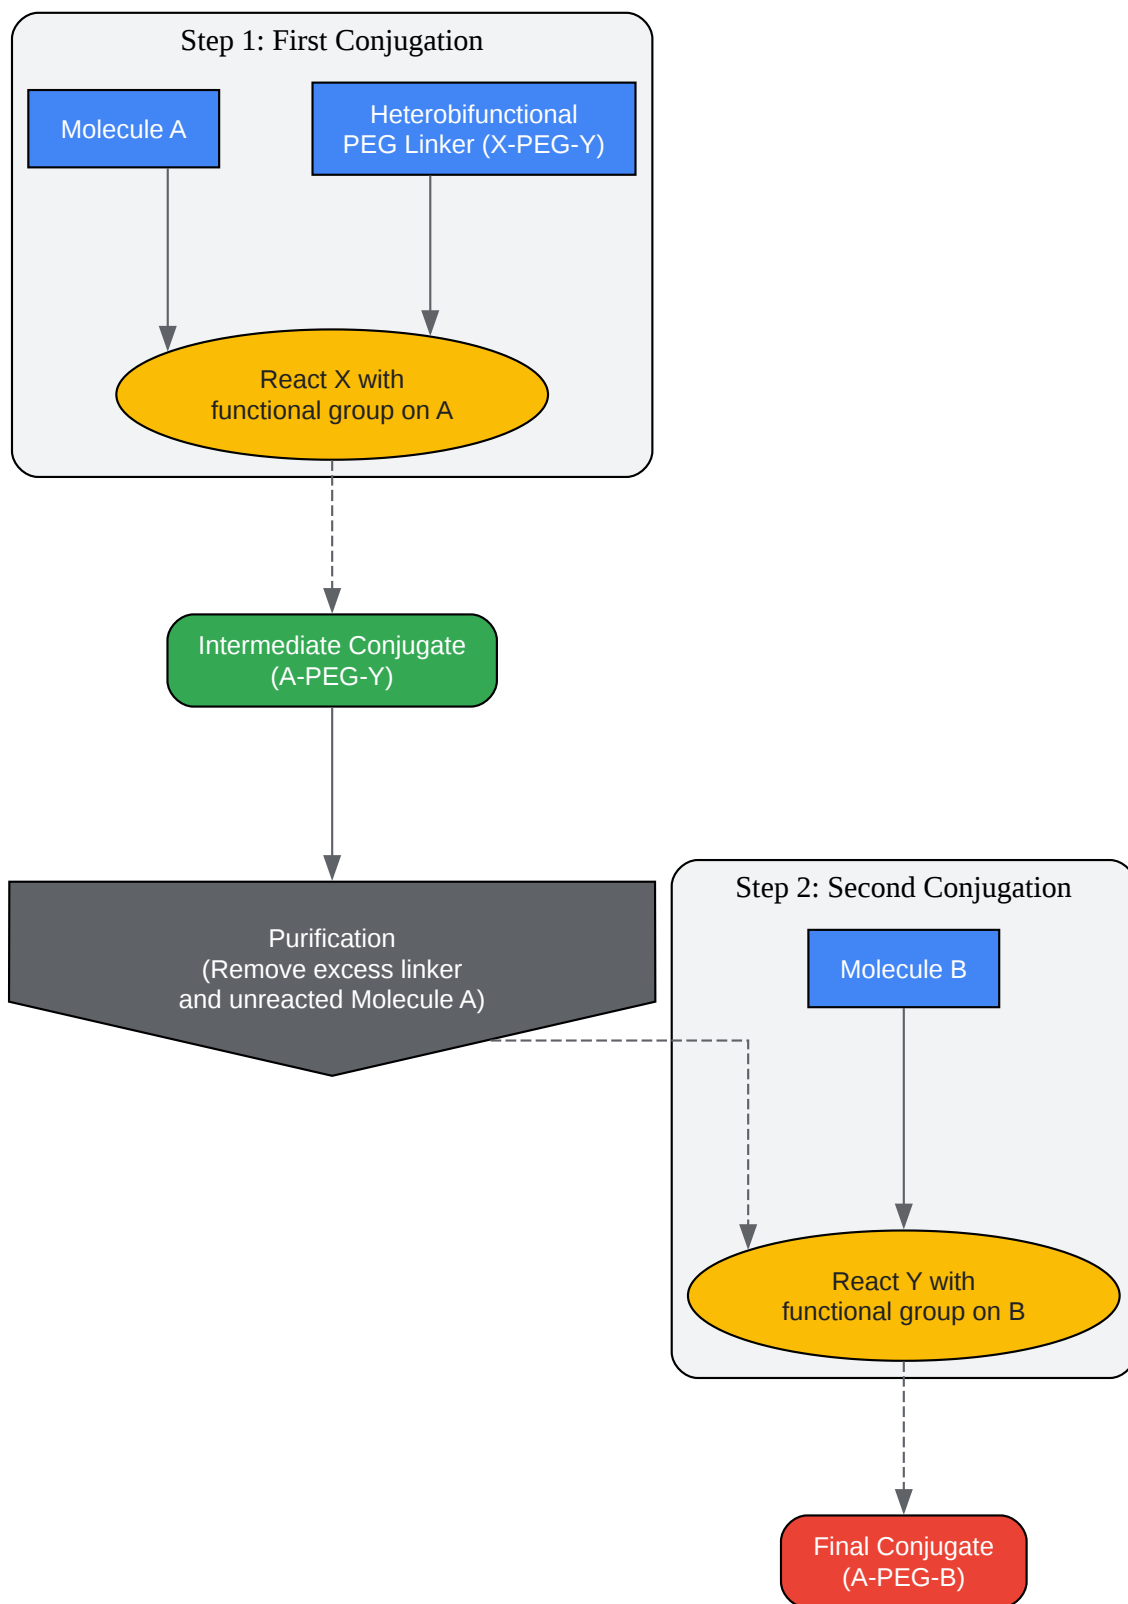 Step 1: First Conjugation
Molecule A
Heterobifunctional
PEG Linker (X-PEG-Y)
React X with
functional group on A
Intermediate Conjugate
(A-PEG-Y)
Purification
(Remove excess linker
and unreacted Molecule A)
Step 2: Second Conjugation
Molecule B
React Y with
functional group on B
Final Conjugate
(A-PEG-B)